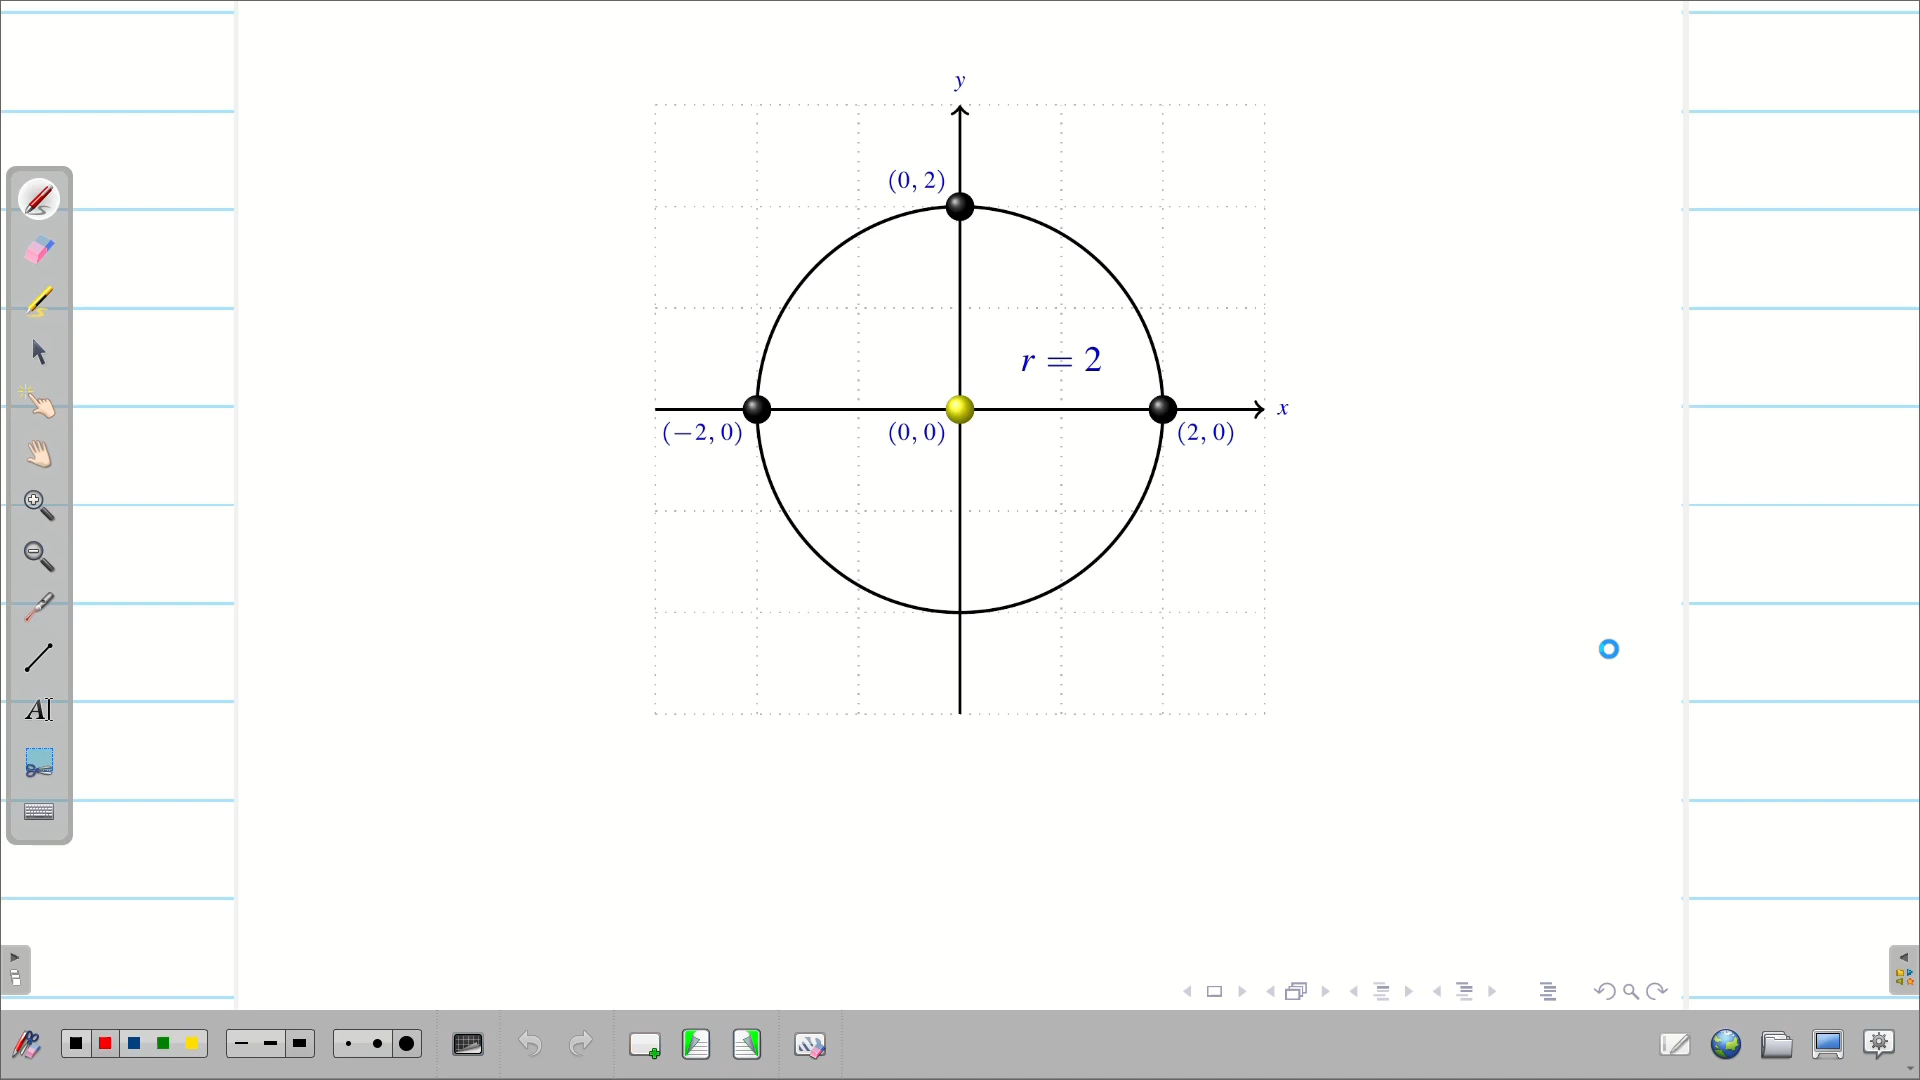 y
(0, 2)
r = 2
x
(−2, 0)
(0, 0)
(2, 0)
A